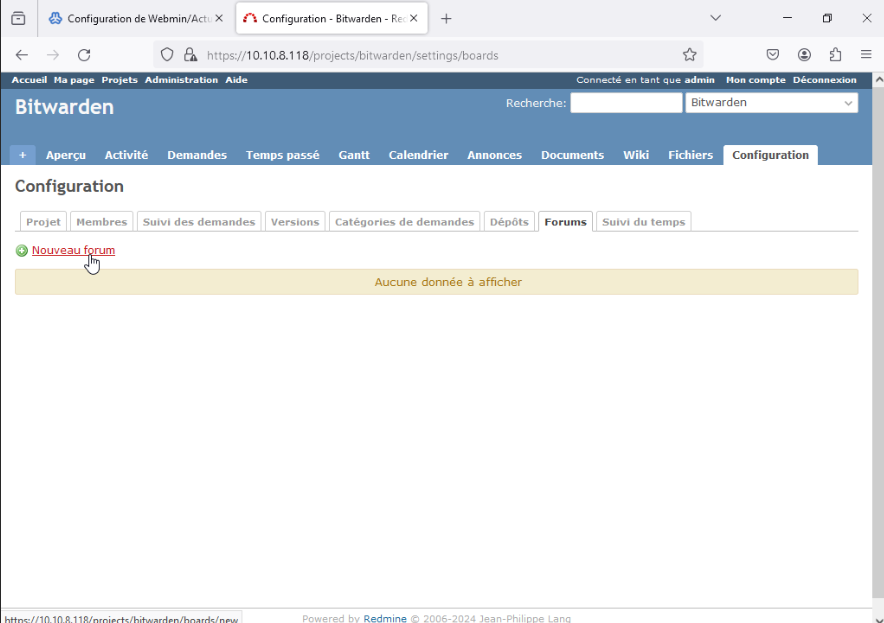 Configuration de Webmin/Actu
Configuration - Bitwarden - Re
https://10.10.8.118/projects/bitwarden/settings/boards
Accueil Ma page Projets Administration Aide
Connecté en tant que admin Mon compte Déconnexion
Bitwarden
Recherche:
Bitwarden
+ Aperçu Activité Demandes Temps passé Gantt Calendrier Annonces Documents Wiki Fichiers Configuration
Configuration
Projet Membres Suivi des demandes Versions Catégories de demandes Dépôts Forums Suivi du temps
Nouveau forum
Aucune donnée à afficher
https://10.10.8.118/projects/bitwarden/boards/new
Powered by Redmine © 2006-2024 Jean-Philippe Lang